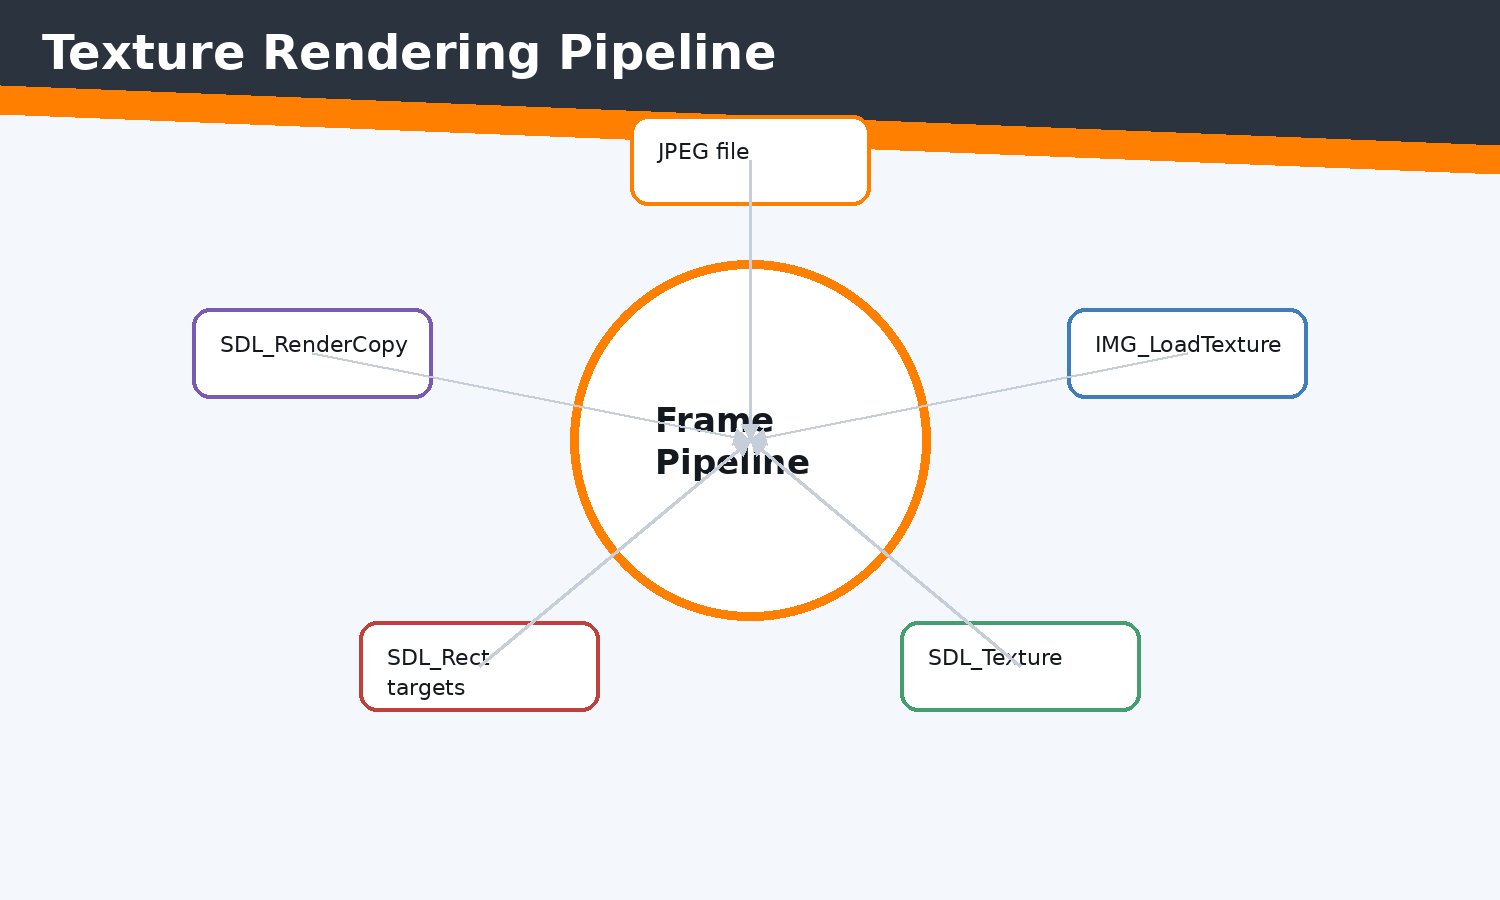 Texture Rendering Pipeline
JPEG file
SDL_RenderCopy
IMG_LoadTexture
Frame
Pipeline
SDL_Rect
targets
SDL_Texture